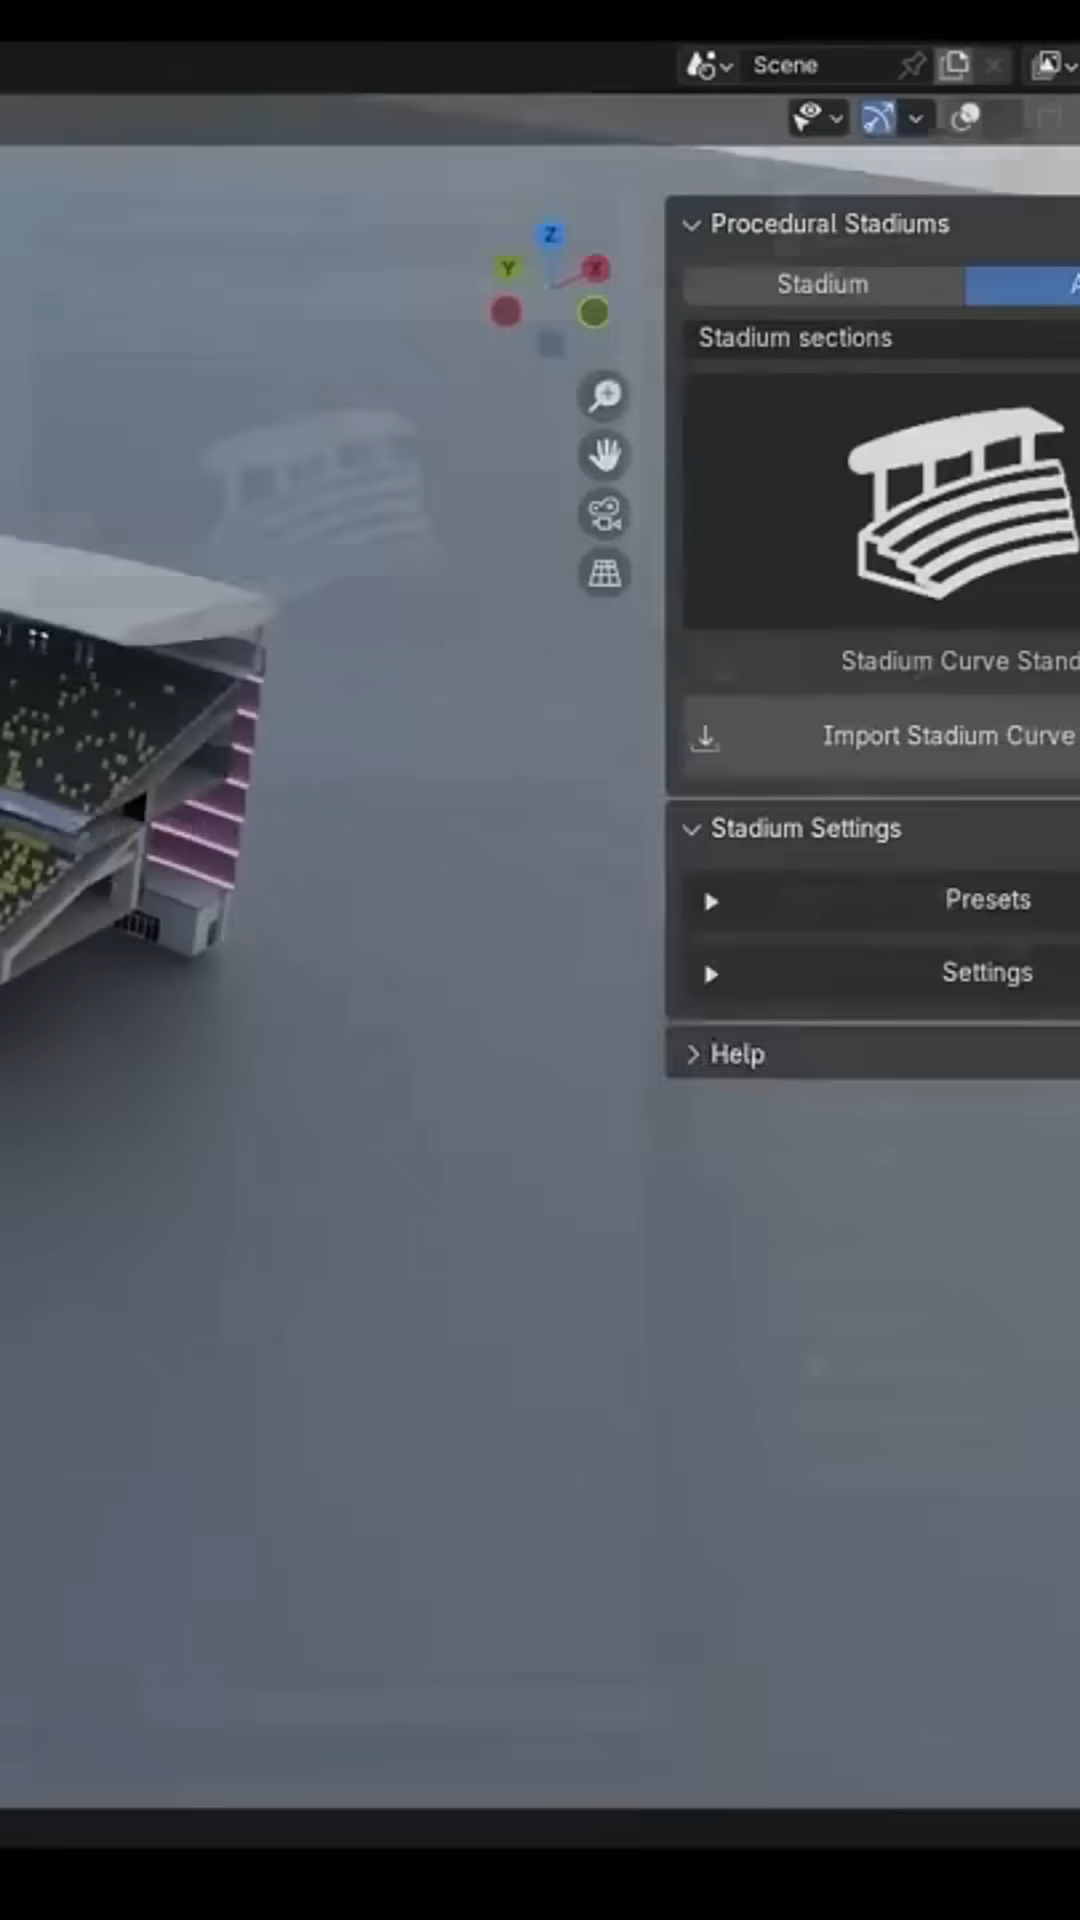 Scene
Procedural Stadiums
Z
Y
X
Stadium
Stadium sections
Stadium Curve Stand
Import Stadium Curve
Stadium Settings
Presets
Settings
Help